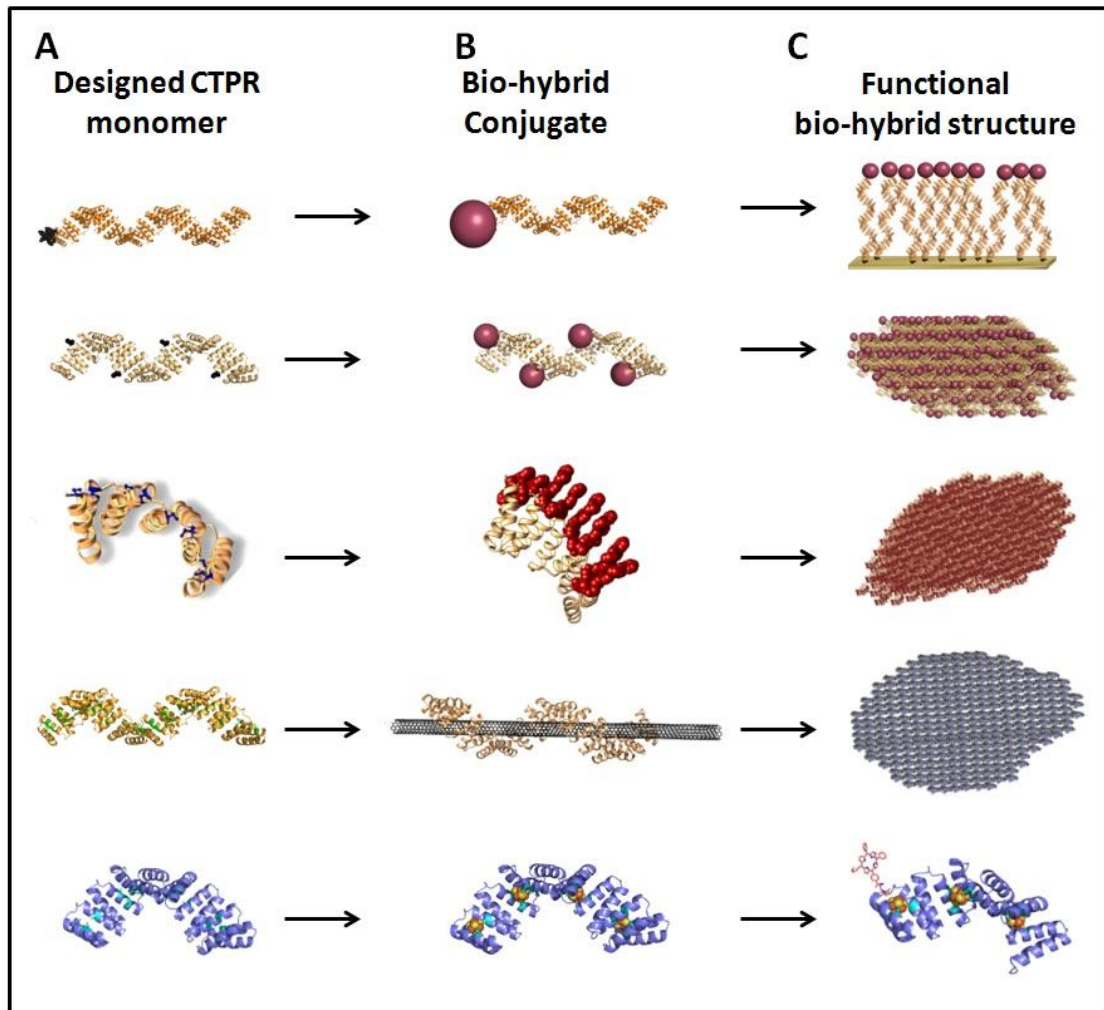 A
Designed CTPR
monomer
B
Bio-hybrid
Conjugate
C
Functional
bio-hybrid structure